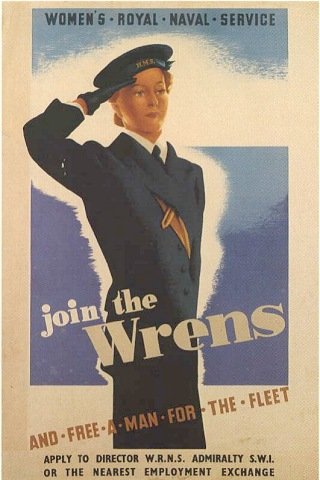 WOMEN'S · ROYAL · NAVAL · SERVICE
H.M.S.
join the
Wrens
AND · FREE · A · MAN · FOR · THE · FLEET
APPLY TO DIRECTOR W.R.N.S. ADMIRALTY S.W.I.
OR THE NEAREST EMPLOYMENT EXCHANGE